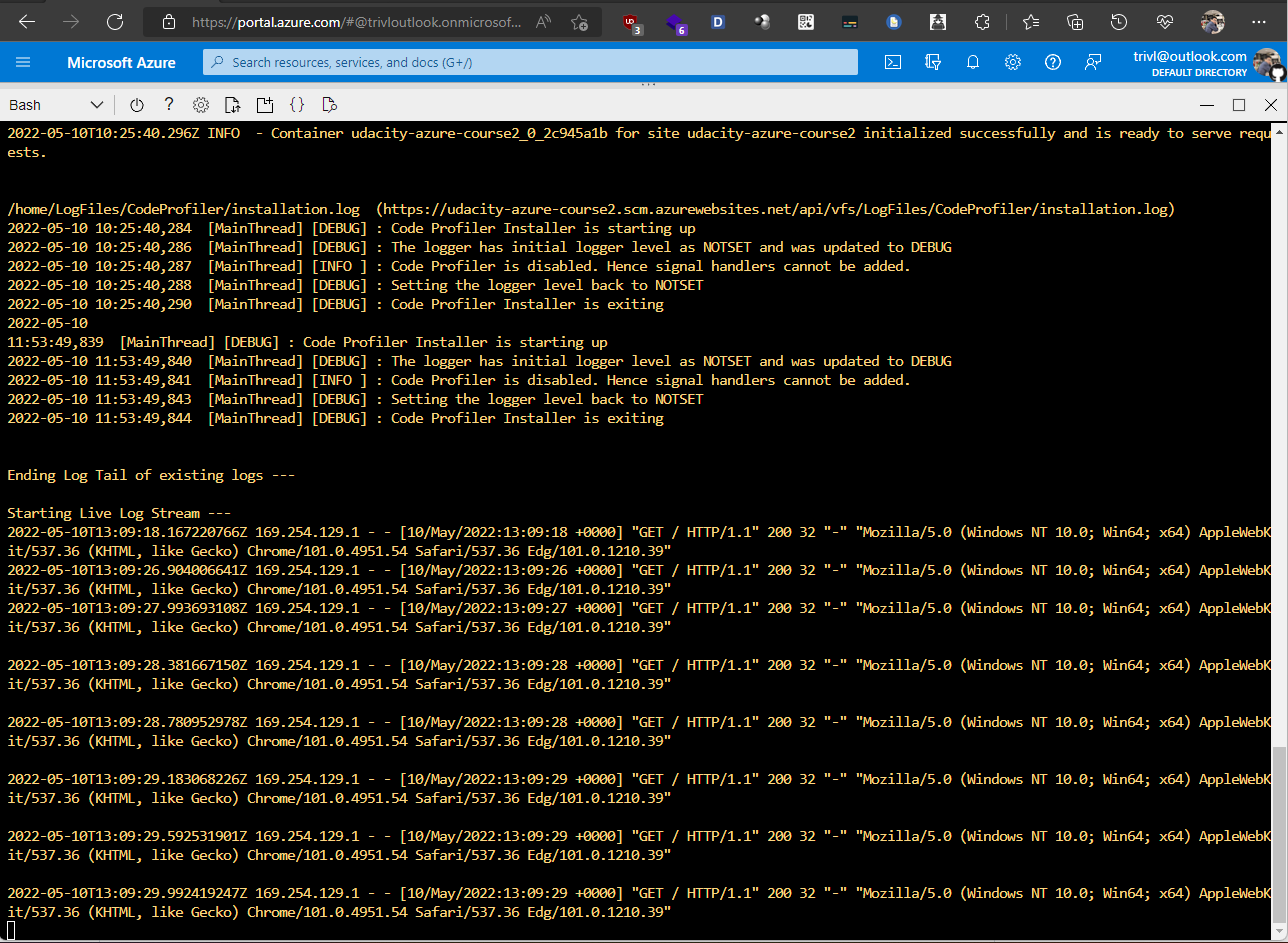 https://portal.azure.com/#@trivloutlook.onmicrosof...
3
6
D
Microsoft Azure
Search resources, services, and docs (G+/)
trivl@outlook.com
DEFAULT DIRECTORY
Bash
2022-05-10T10:25:40.296Z INFO  - Container udacity-azure-course2_0_2c945a1b for site udacity-azure-course2 initialized successfully and is ready to serve requ
ests.
/home/LogFiles/CodeProfiler/installation.log  (https://udacity-azure-course2.scm.azurewebsites.net/api/vfs/LogFiles/CodeProfiler/installation.log)
2022-05-10 10:25:40,284  [MainThread] [DEBUG] : Code Profiler Installer is starting up
2022-05-10 10:25:40,286  [MainThread] [DEBUG] : The logger has initial logger level as NOTSET and was updated to DEBUG
2022-05-10 10:25:40,287  [MainThread] [INFO ] : Code Profiler is disabled. Hence signal handlers cannot be added.
2022-05-10 10:25:40,288  [MainThread] [DEBUG] : Setting the logger level back to NOTSET
2022-05-10 10:25:40,290  [MainThread] [DEBUG] : Code Profiler Installer is exiting
2022-05-10
11:53:49,839  [MainThread] [DEBUG] : Code Profiler Installer is starting up
2022-05-10 11:53:49,840  [MainThread] [DEBUG] : The logger has initial logger level as NOTSET and was updated to DEBUG
2022-05-10 11:53:49,841  [MainThread] [INFO ] : Code Profiler is disabled. Hence signal handlers cannot be added.
2022-05-10 11:53:49,843  [MainThread] [DEBUG] : Setting the logger level back to NOTSET
2022-05-10 11:53:49,844  [MainThread] [DEBUG] : Code Profiler Installer is exiting
Ending Log Tail of existing logs ---
Starting Live Log Stream ---
2022-05-10T13:09:18.167220766Z 169.254.129.1 - - [10/May/2022:13:09:18 +0000] "GET / HTTP/1.1" 200 32 "-" "Mozilla/5.0 (Windows NT 10.0; Win64; x64) AppleWebK
it/537.36 (KHTML, like Gecko) Chrome/101.0.4951.54 Safari/537.36 Edg/101.0.1210.39"
2022-05-10T13:09:26.904006641Z 169.254.129.1 - - [10/May/2022:13:09:26 +0000] "GET / HTTP/1.1" 200 32 "-" "Mozilla/5.0 (Windows NT 10.0; Win64; x64) AppleWebK
it/537.36 (KHTML, like Gecko) Chrome/101.0.4951.54 Safari/537.36 Edg/101.0.1210.39"
2022-05-10T13:09:27.993693108Z 169.254.129.1 - - [10/May/2022:13:09:27 +0000] "GET / HTTP/1.1" 200 32 "-" "Mozilla/5.0 (Windows NT 10.0; Win64; x64) AppleWebK
it/537.36 (KHTML, like Gecko) Chrome/101.0.4951.54 Safari/537.36 Edg/101.0.1210.39"
2022-05-10T13:09:28.381667150Z 169.254.129.1 - - [10/May/2022:13:09:28 +0000] "GET / HTTP/1.1" 200 32 "-" "Mozilla/5.0 (Windows NT 10.0; Win64; x64) AppleWebK
it/537.36 (KHTML, like Gecko) Chrome/101.0.4951.54 Safari/537.36 Edg/101.0.1210.39"
2022-05-10T13:09:28.780952978Z 169.254.129.1 - - [10/May/2022:13:09:28 +0000] "GET / HTTP/1.1" 200 32 "-" "Mozilla/5.0 (Windows NT 10.0; Win64; x64) AppleWebK
it/537.36 (KHTML, like Gecko) Chrome/101.0.4951.54 Safari/537.36 Edg/101.0.1210.39"
2022-05-10T13:09:29.183068226Z 169.254.129.1 - - [10/May/2022:13:09:29 +0000] "GET / HTTP/1.1" 200 32 "-" "Mozilla/5.0 (Windows NT 10.0; Win64; x64) AppleWebK
it/537.36 (KHTML, like Gecko) Chrome/101.0.4951.54 Safari/537.36 Edg/101.0.1210.39"
2022-05-10T13:09:29.592531901Z 169.254.129.1 - - [10/May/2022:13:09:29 +0000] "GET / HTTP/1.1" 200 32 "-" "Mozilla/5.0 (Windows NT 10.0; Win64; x64) AppleWebK
it/537.36 (KHTML, like Gecko) Chrome/101.0.4951.54 Safari/537.36 Edg/101.0.1210.39"
2022-05-10T13:09:29.992419247Z 169.254.129.1 - - [10/May/2022:13:09:29 +0000] "GET / HTTP/1.1" 200 32 "-" "Mozilla/5.0 (Windows NT 10.0; Win64; x64) AppleWebK
it/537.36 (KHTML, like Gecko) Chrome/101.0.4951.54 Safari/537.36 Edg/101.0.1210.39"